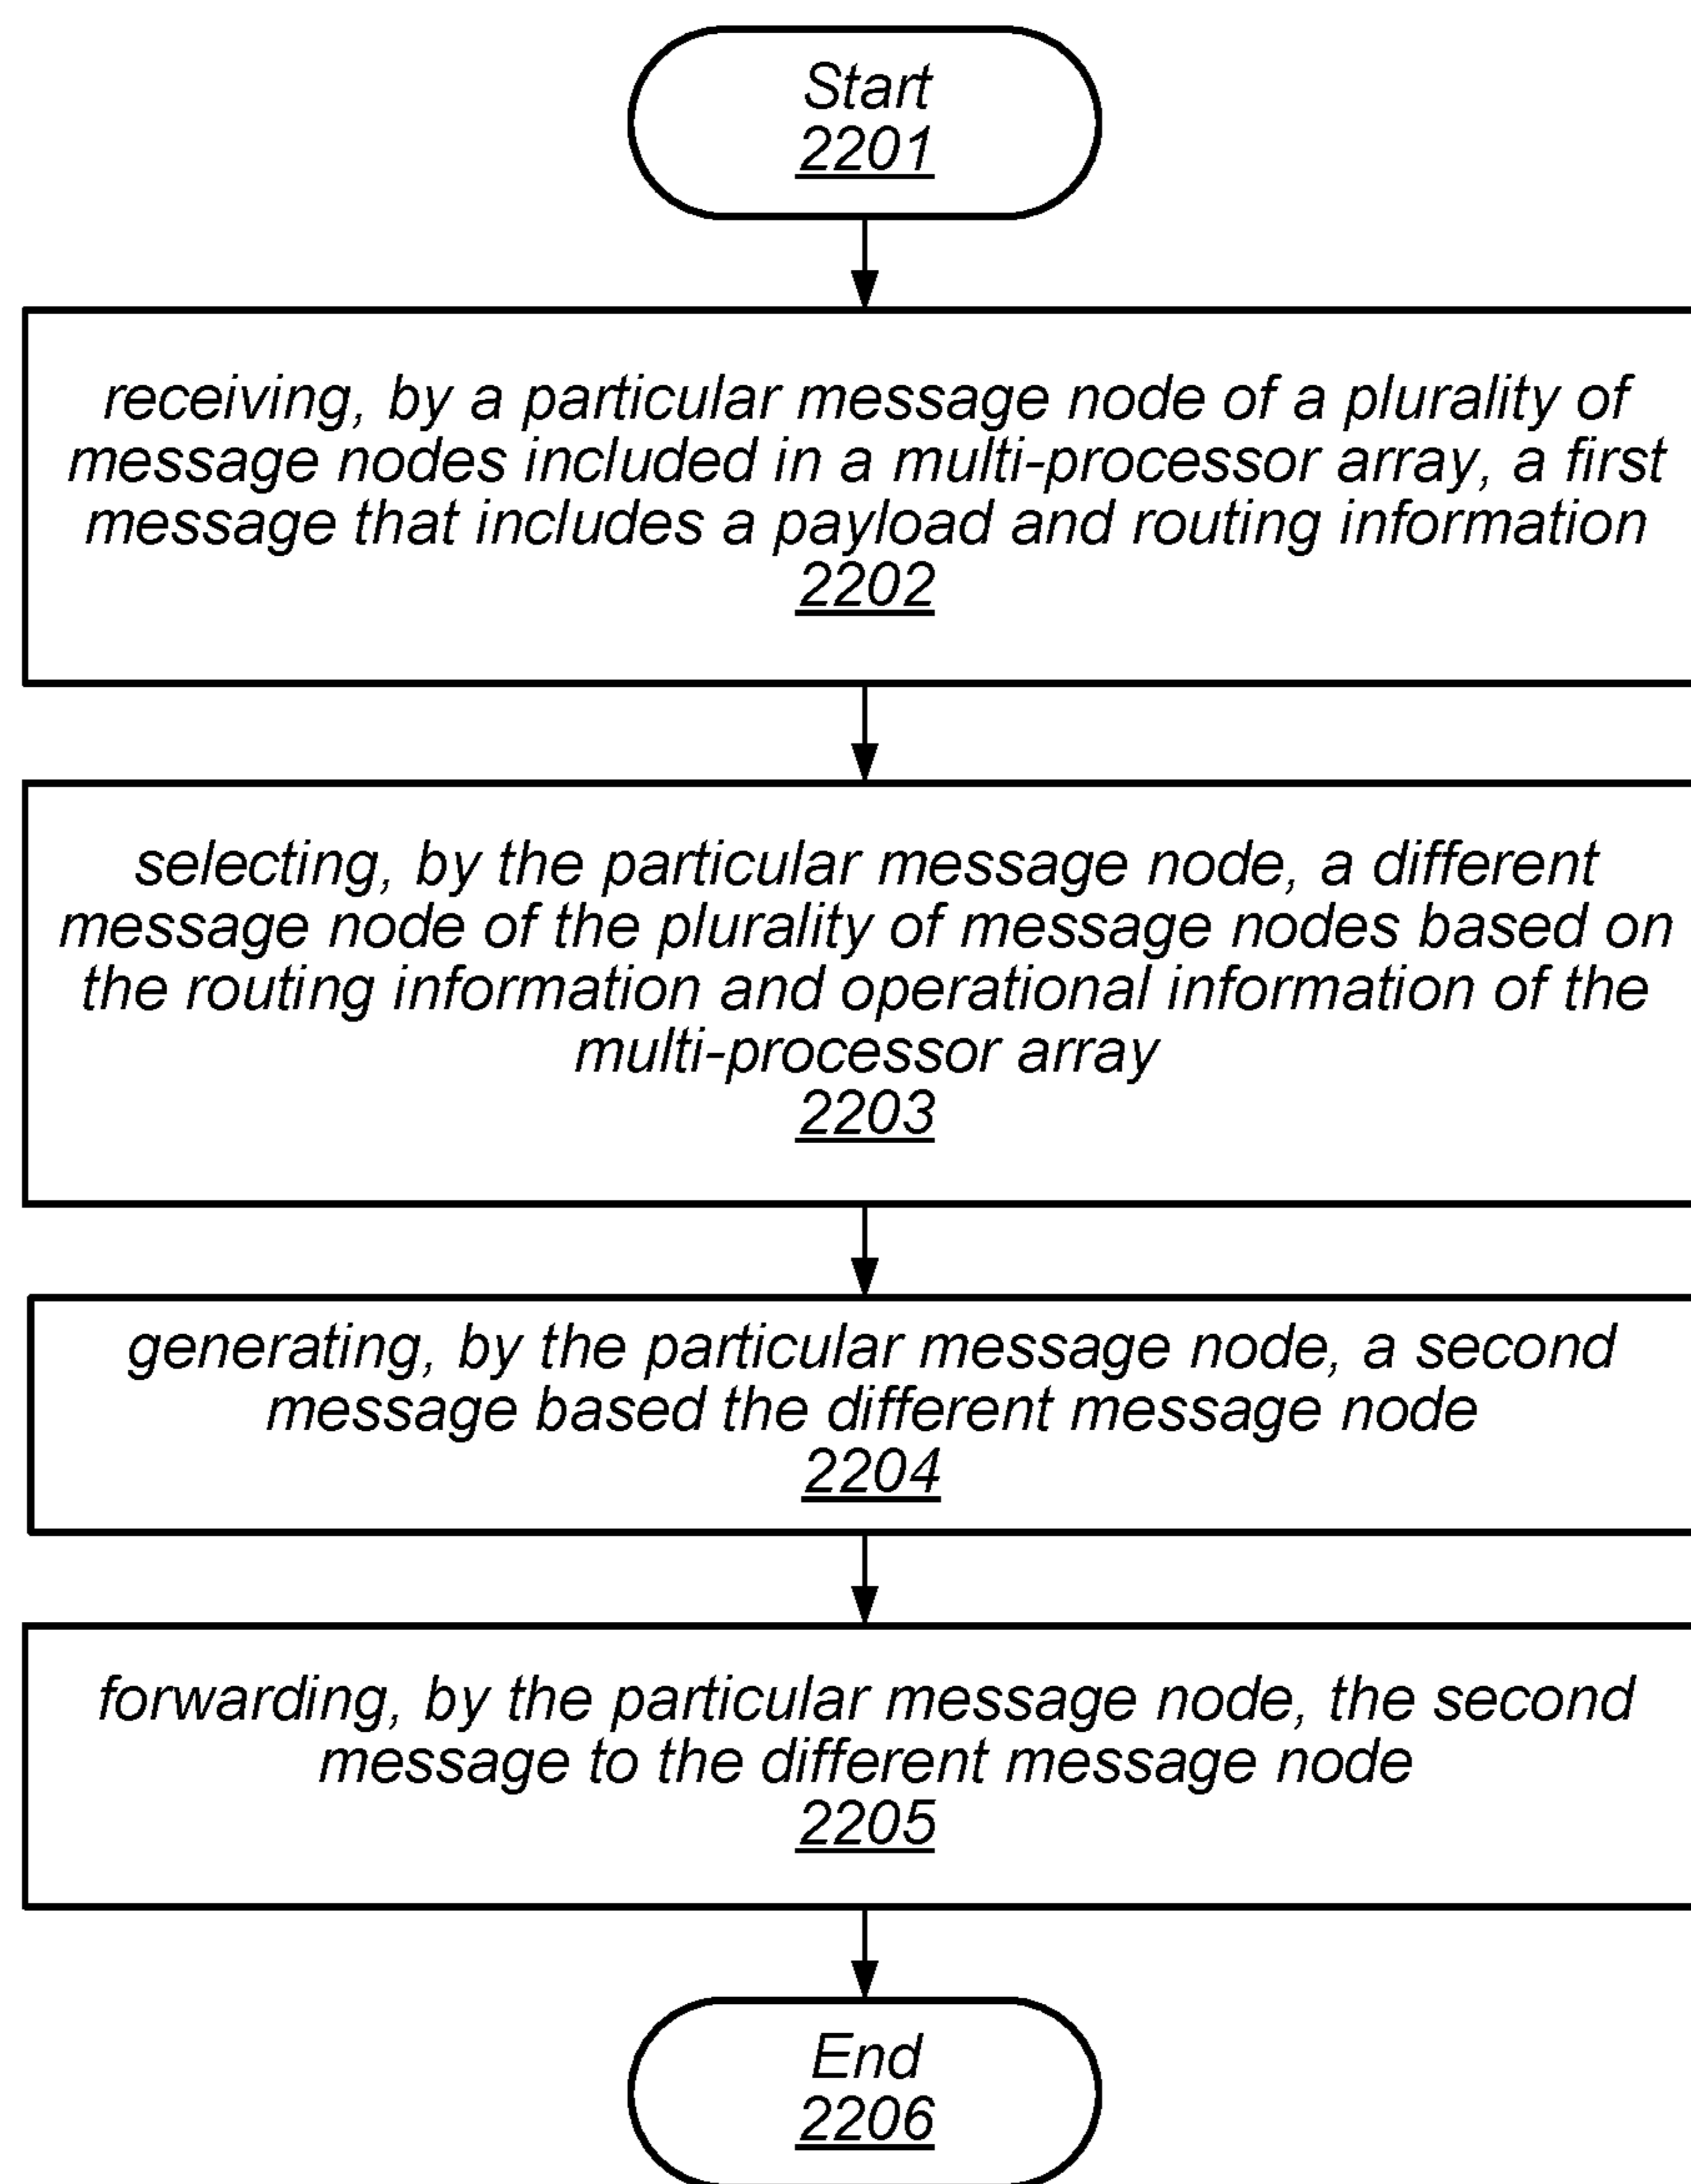 Start
2201
receiving, by a particular message node of a plurality of
message nodes included in a multi-processor array, a first
message that includes a payload and routing information
2202
selecting, by the particular message node, a different
message node of the plurality of message nodes based on
the routing information and operational information of the
multi-processor array
2203
generating, by the particular message node, a second
message based the different message node
2204
forwarding, by the particular message node, the second
message to the different message node
2205
End
2206